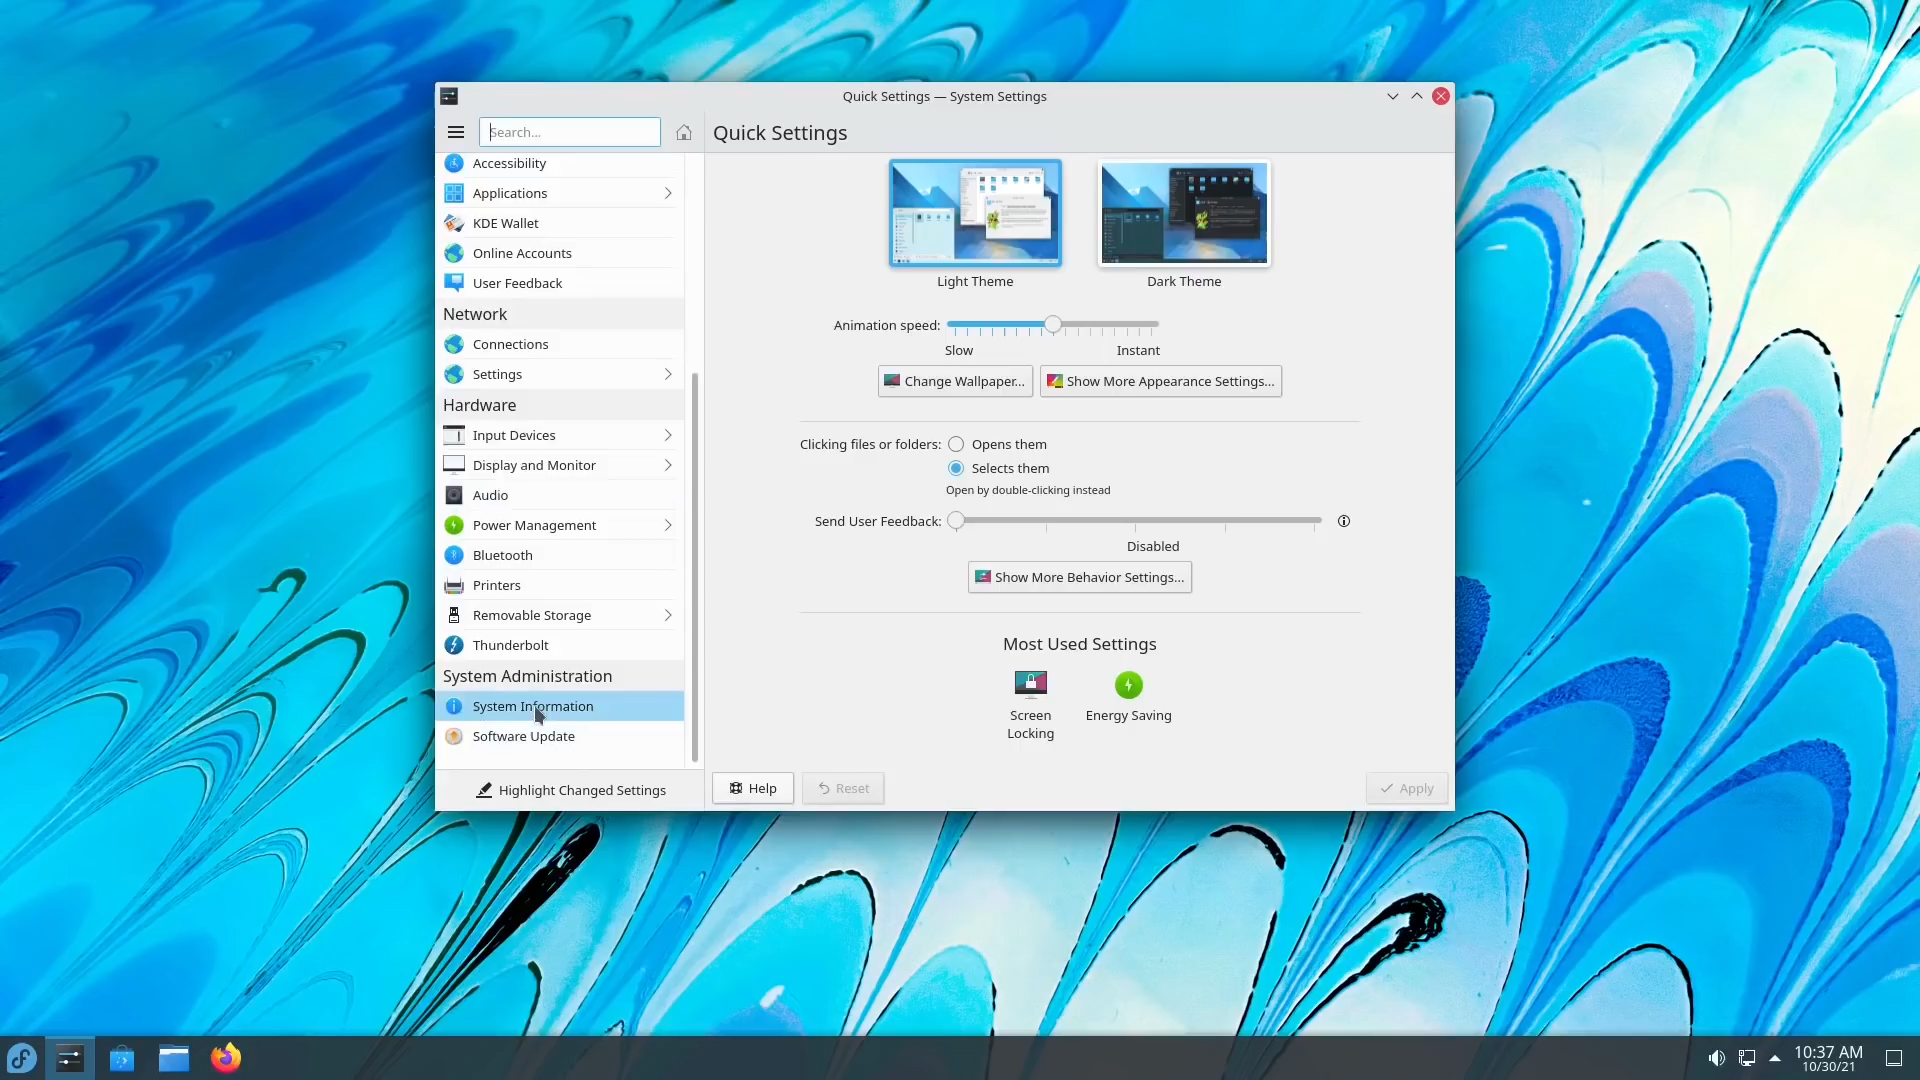 Quick Settings — System Settings
Search...
Quick Settings
Accessibility
Applications
KDE Wallet
Online Accounts
User Feedback
Network
Connections
Settings
Hardware
Input Devices
Display and Monitor
Audio
Power Management
Bluetooth
Printers
Removable Storage
Thunderbolt
System Administration
System Information
Software Update
Highlight Changed Settings
Light Theme
Dark Theme
Animation speed:
Slow
Instant
Change Wallpaper...
Show More Appearance Settings...
Clicking files or folders:
Opens them
Selects them
Open by double-clicking instead
Send User Feedback:
Disabled
Show More Behavior Settings...
Most Used Settings
Screen
Locking
Energy Saving
Help
Reset
Apply
10:37 AM
10/30/21